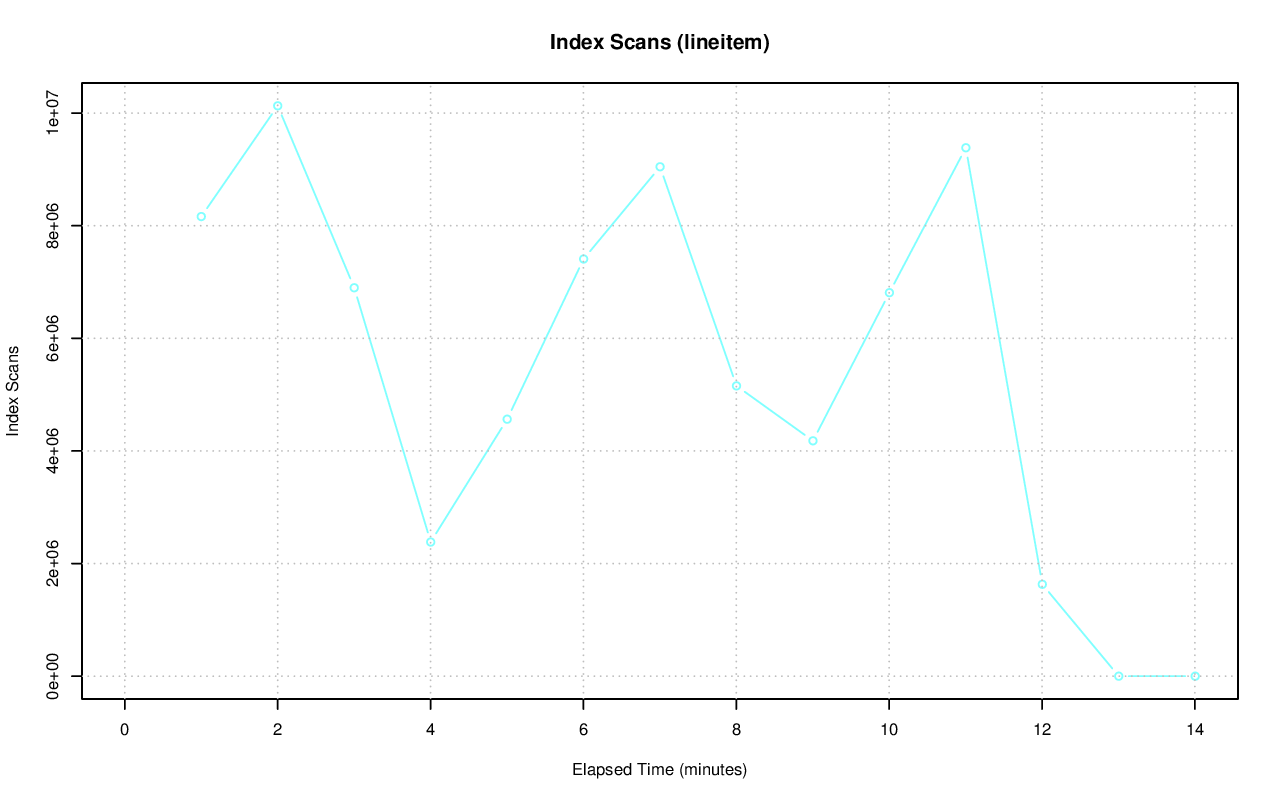 Index Scans (lineitem)
Index Scans
1e+07
8e+06
6e+06
4e+06
2e+06
0e+00
0 2 4 6 8 10 12 14
Elapsed Time (minutes)